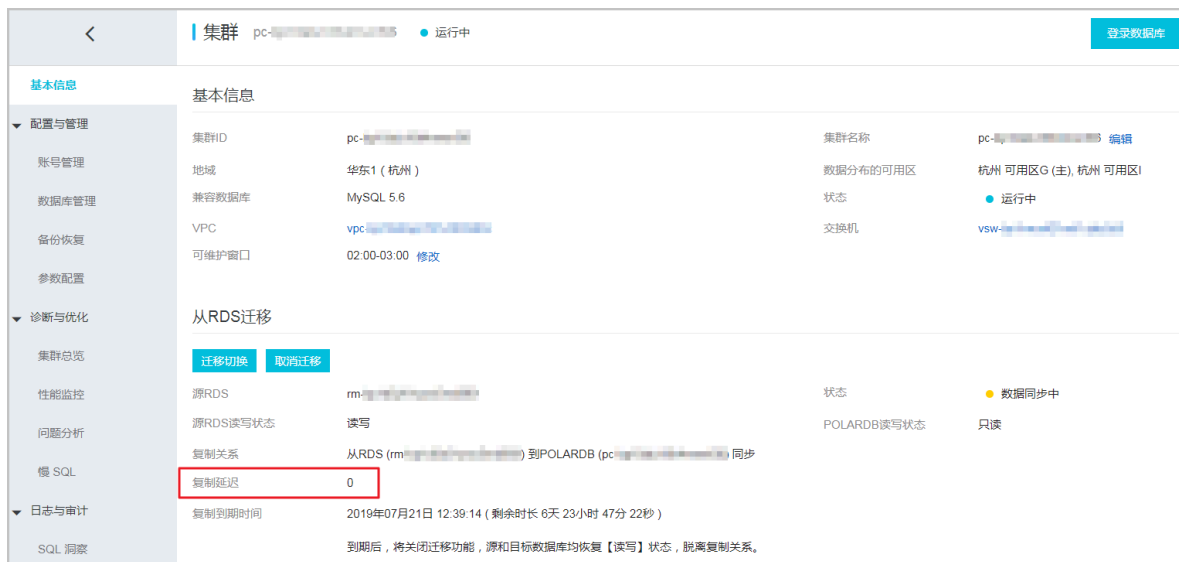 集群 pc- 运行中
登录数据库
基本信息
配置与管理
账号管理
数据库管理
备份恢复
参数配置
诊断与优化
集群总览
性能监控
问题分析
慢 SQL
日志与审计
SQL 洞察
基本信息
集群ID pc- 集群名称 pc- 编辑
地域 华东1 ( 杭州 ) 数据分布的可用区 杭州 可用区G (主), 杭州 可用区I
兼容数据库 MySQL 5.6 状态 运行中
VPC vpc- 交换机 vsw-
可维护窗口 02:00-03:00 修改
从RDS迁移
迁移切换 取消迁移
源RDS rm- 状态 数据同步中
源RDS读写状态 读写 POLARDB读写状态 只读
复制关系 从RDS (rm- ) 到POLARDB (pc- ) 同步
复制延迟 0
复制到期时间 2019年07月21日 12:39:14 ( 剩余时长 6天 23小时 47分 22秒 )
到期后，将关闭迁移功能，源和目标数据库均恢复【读写】状态，脱离复制关系。